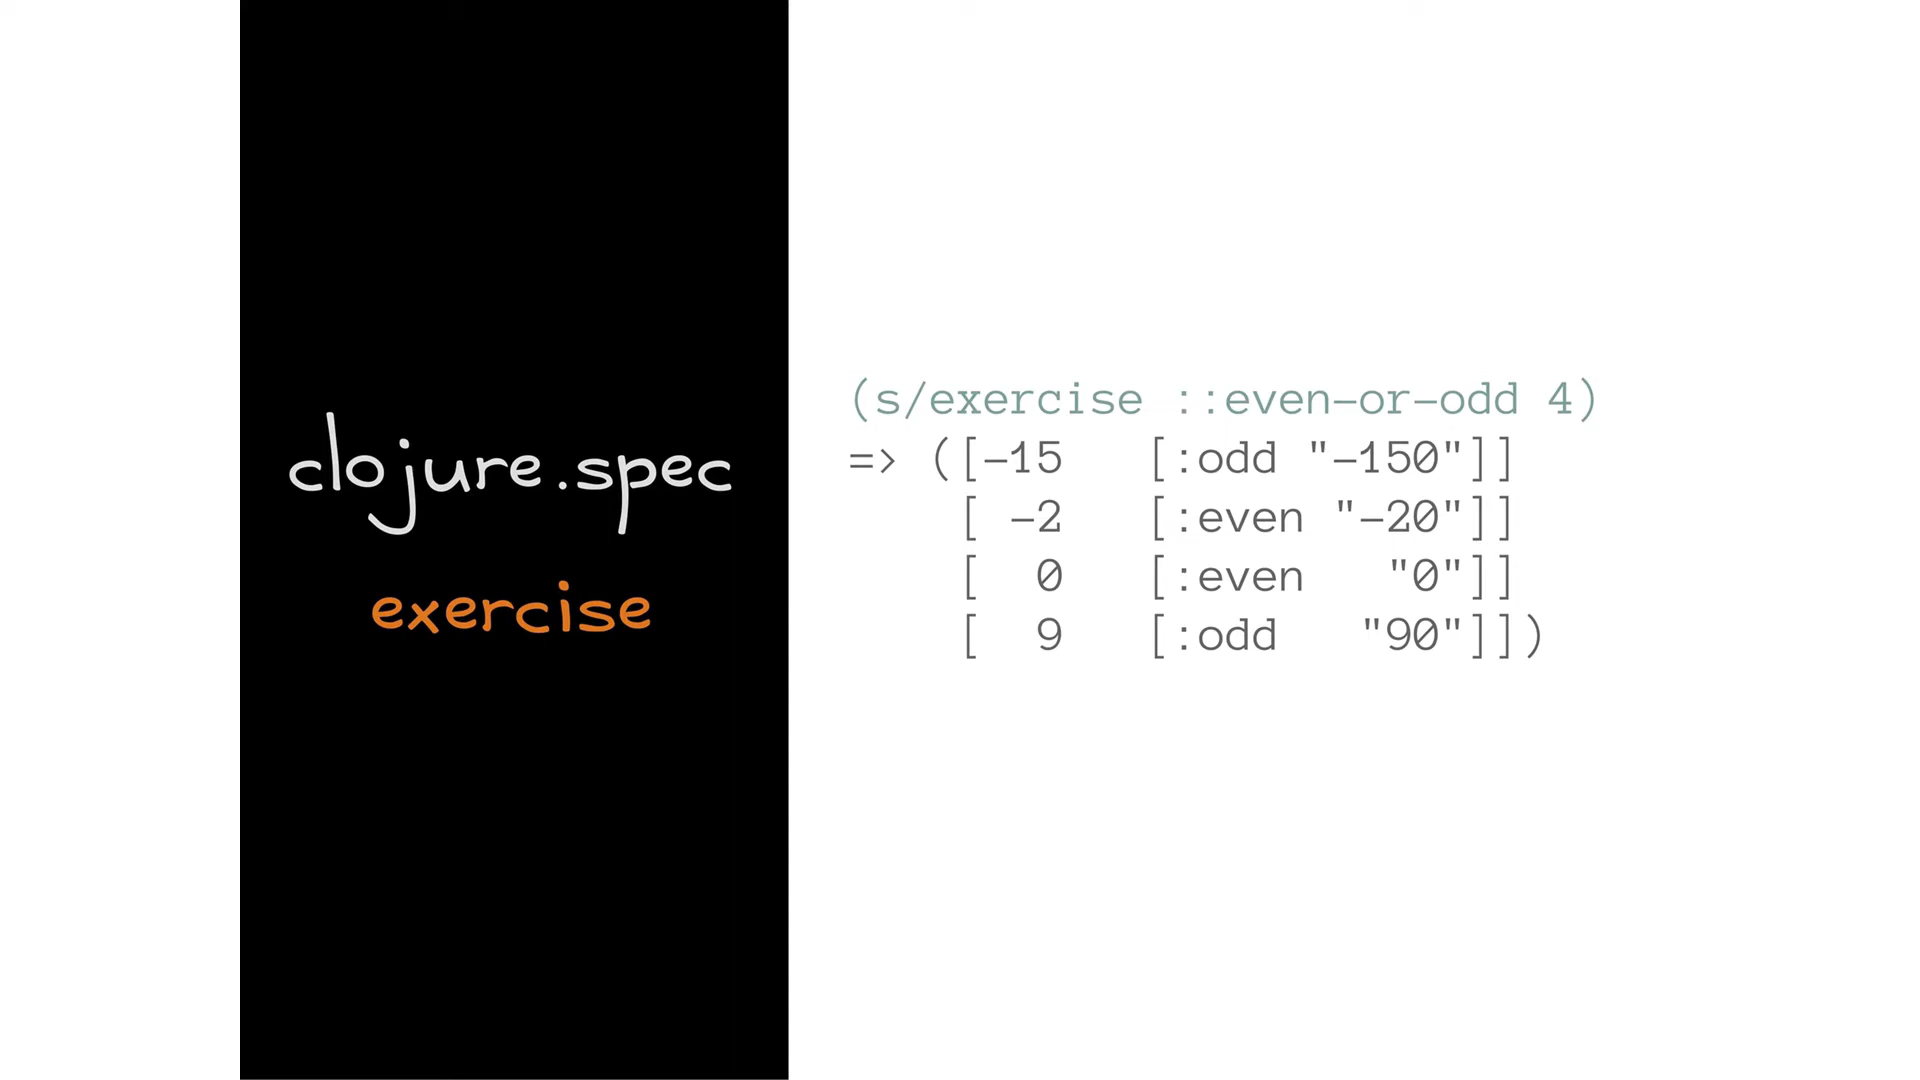 clojure.spec
exercise
(s/exercise ::even-or-odd 4)
=> ([-15   [:odd "-150"]]
    [ -2   [:even "-20"]]
    [  0   [:even   "0"]]
    [  9   [:odd   "90"]])